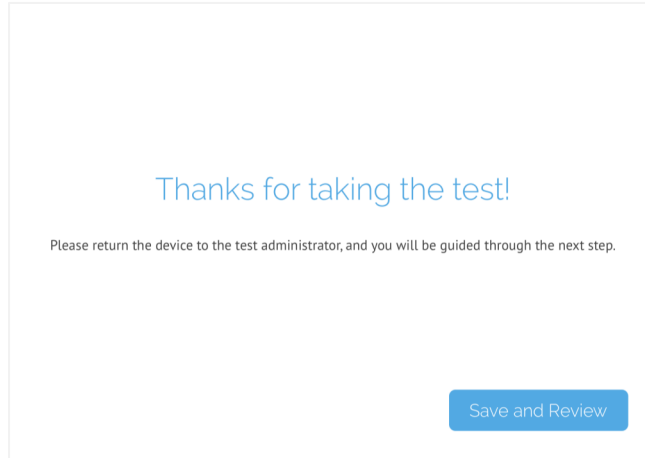 Thanks for taking the test!
Please return the device to the test administrator, and you will be guided through the next step.
Save and Review